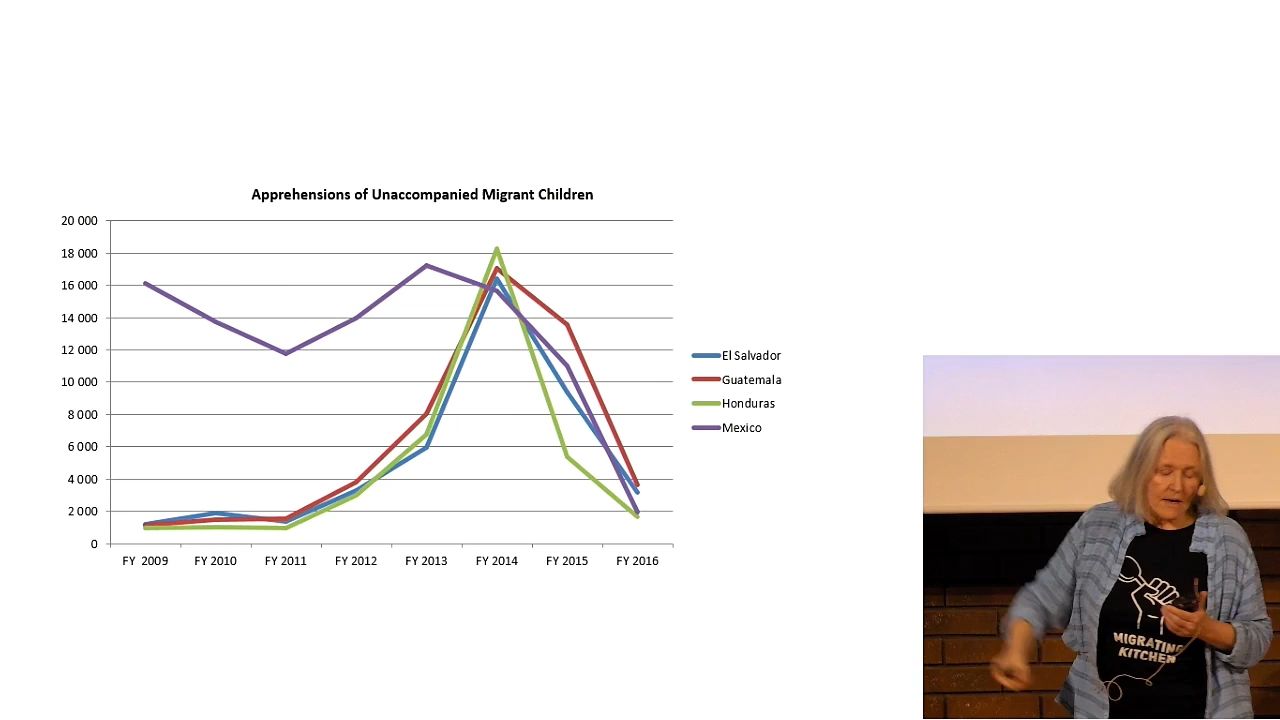 Apprehensions of Unaccompanied Migrant Children
20 000
18 000
16 000
14 000
12 000
10 000
8 000
6 000
4 000
2 000
0
FY 2009 FY 2010 FY 2011 FY 2012 FY 2013 FY 2014 FY 2015 FY 2016
El Salvador
Guatemala
Honduras
Mexico
MIGRATING
KITCHEN